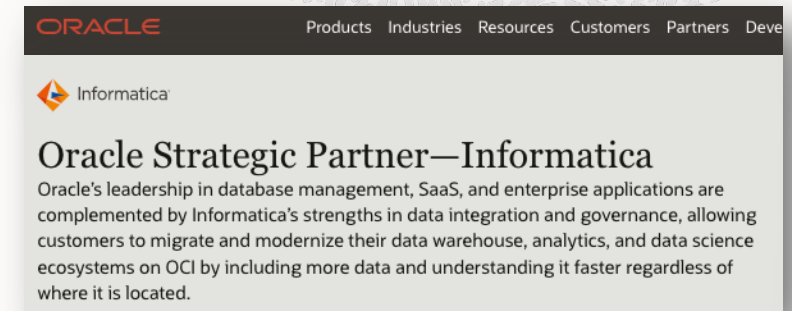 ORACLE Products Industries Resources Customers Partners Deve
Informatica
Oracle Strategic Partner—Informatica
Oracle’s leadership in database management, SaaS, and enterprise applications are
complemented by Informatica’s strengths in data integration and governance, allowing
customers to migrate and modernize their data warehouse, analytics, and data science
ecosystems on OCI by including more data and understanding it faster regardless of
where it is located.